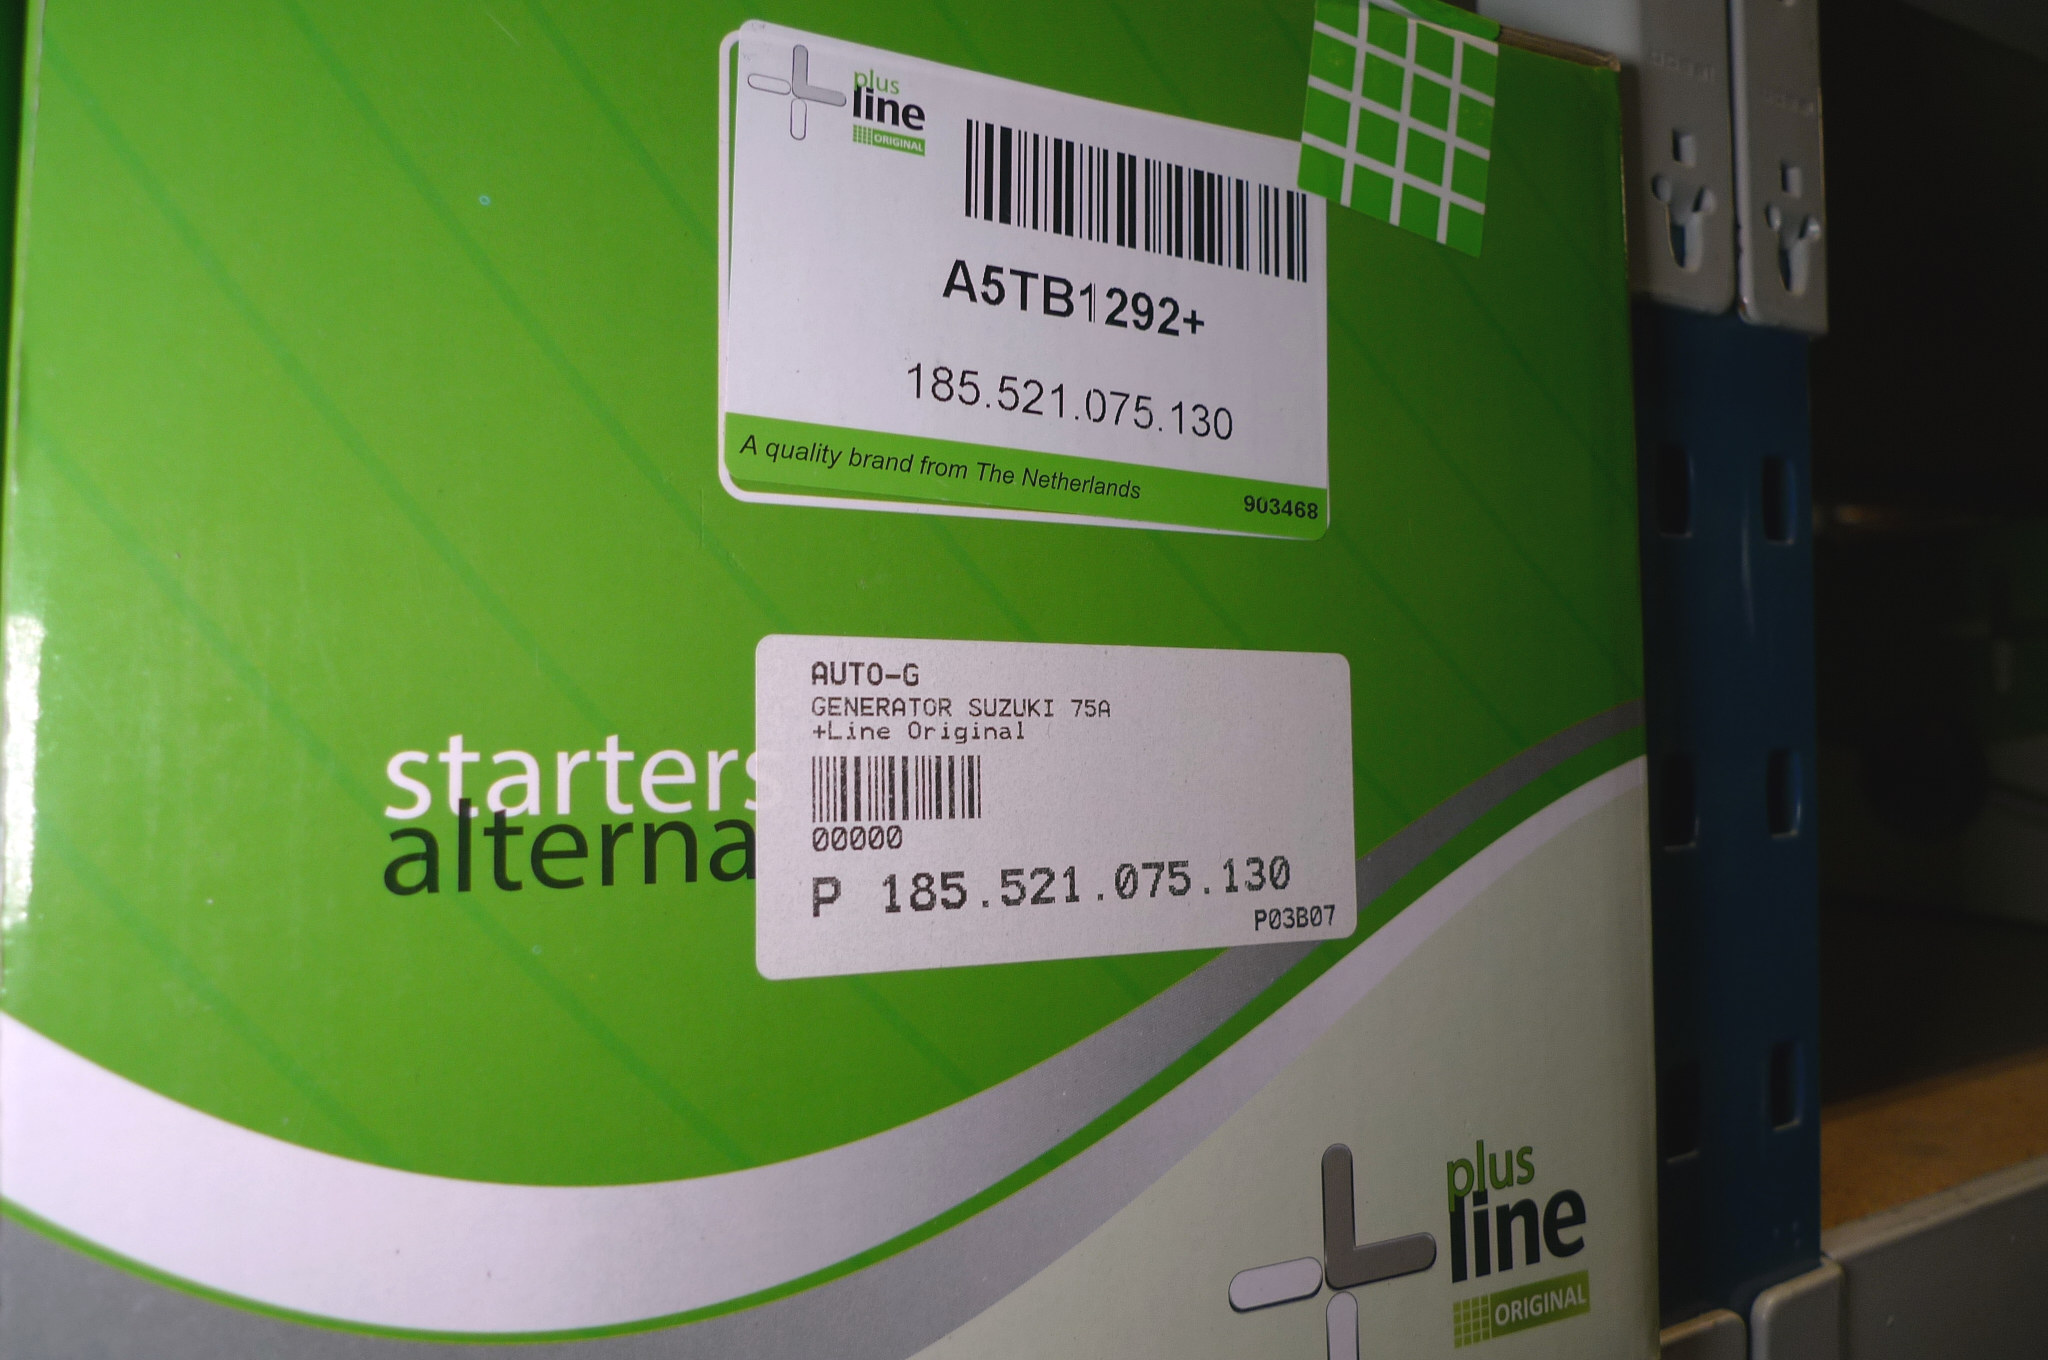 plus
line
ORIGINAL
A5TB1292+
185.521.075.130
A quality brand from The Netherlands
903468
AUTO-G
GENERATOR SUZUKI 75A
+Line Original
00000
P 185.521.075.130
P03B07
starters
alterna
plus
line
ORIGINAL